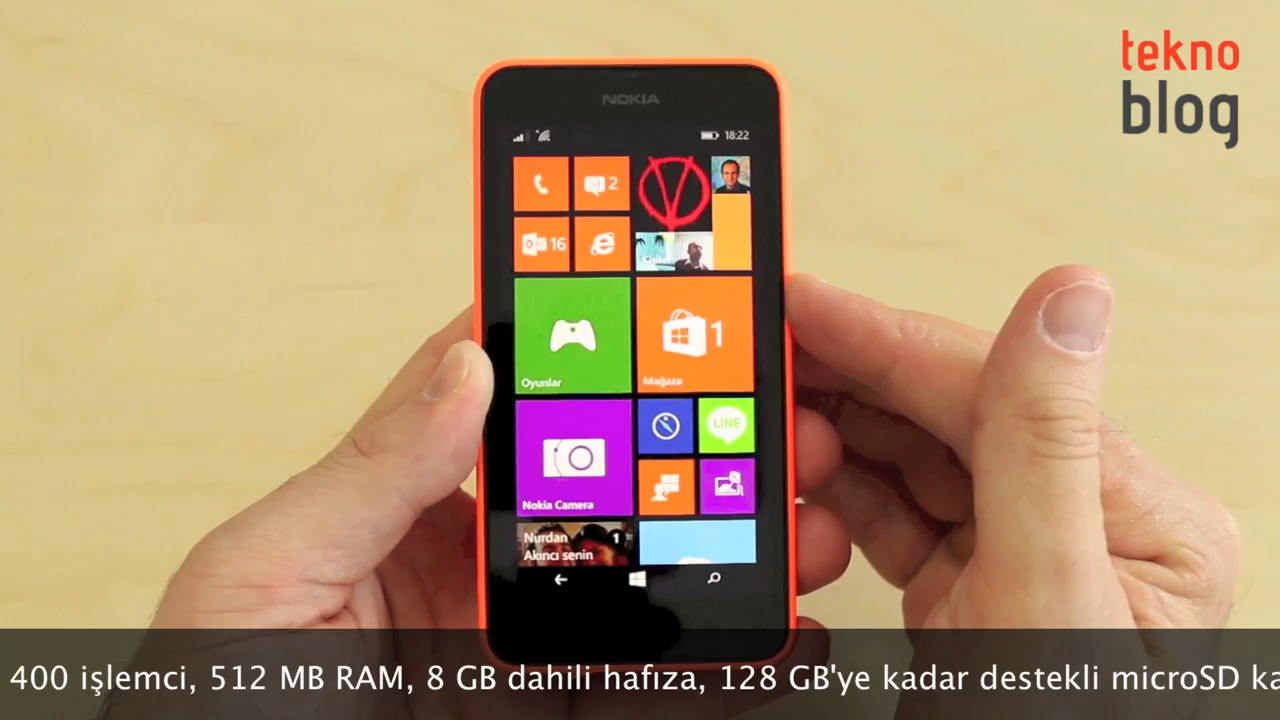 tekno
blog
NOKIA
18:22
2
16
Oyunlar
1
Mağaza
LINE
Nokia Camera
Nurdan 1
Akıncı senin
400 işlemci, 512 MB RAM, 8 GB dahili hafıza, 128 GB'ye kadar destekli microSD ka